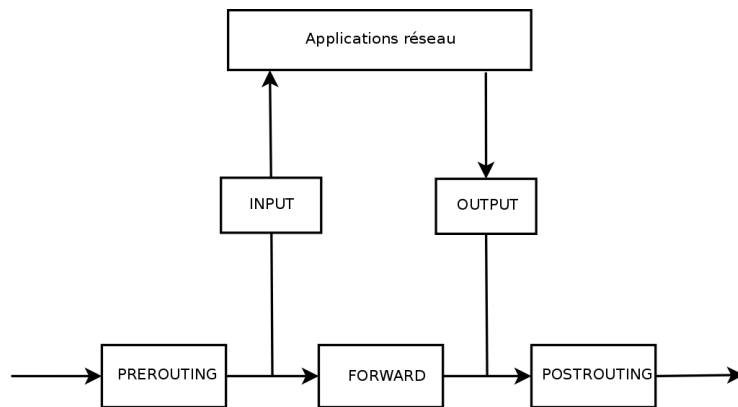 Applications réseau
INPUT
OUTPUT
PREROUTING
FORWARD
POSTROUTING